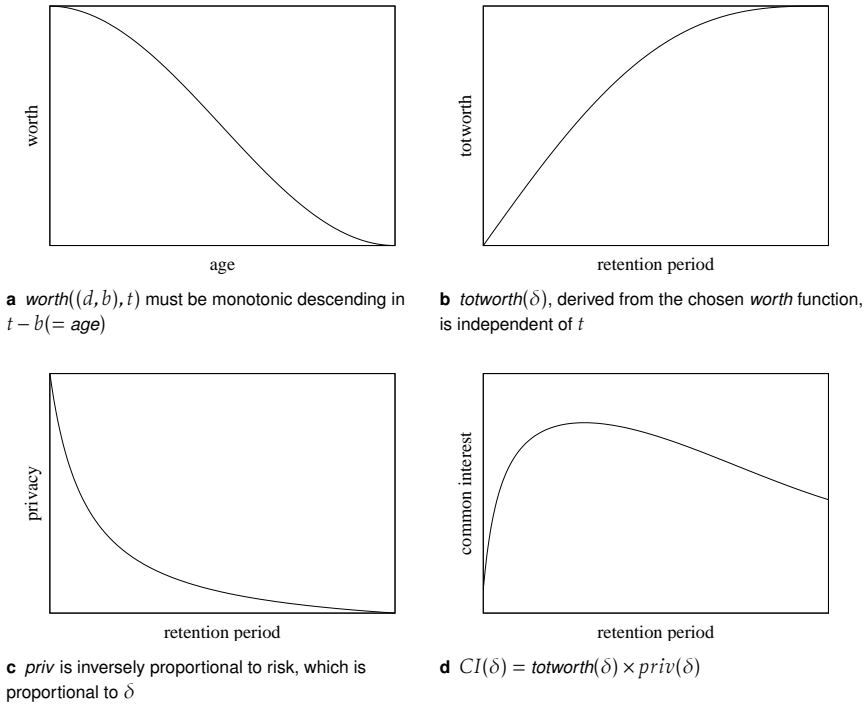 worth
age
a worth((d, b), t) must be monotonic descending in
t − b(= age)
totworth
retention period
b totworth(δ), derived from the chosen worth function,
is independent of t
privacy
retention period
c priv is inversely proportional to risk, which is
proportional to δ
common interest
retention period
d CI(δ) = totworth(δ) × priv(δ)